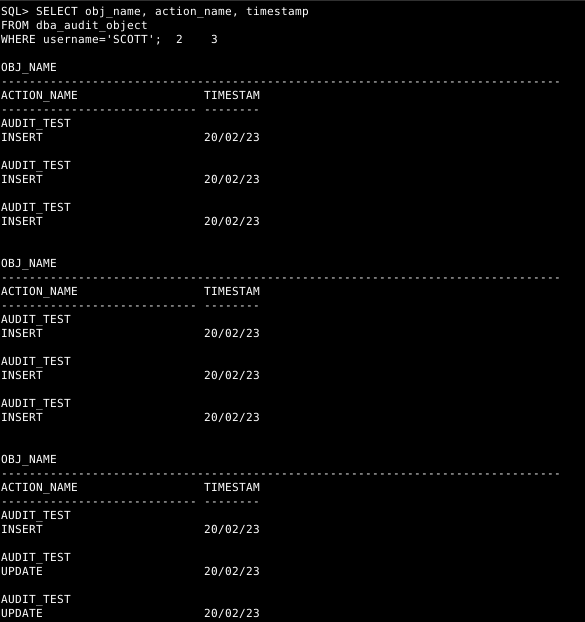 SQL> SELECT obj_name, action_name, timestamp
FROM dba_audit_object
WHERE username='SCOTT';  2    3

OBJ_NAME
--------------------------------------------------------------------------------
ACTION_NAME                  TIMESTAM
---------------------------- --------
AUDIT_TEST
INSERT                       20/02/23

AUDIT_TEST
INSERT                       20/02/23

AUDIT_TEST
INSERT                       20/02/23


OBJ_NAME
--------------------------------------------------------------------------------
ACTION_NAME                  TIMESTAM
---------------------------- --------
AUDIT_TEST
INSERT                       20/02/23

AUDIT_TEST
INSERT                       20/02/23

AUDIT_TEST
INSERT                       20/02/23


OBJ_NAME
--------------------------------------------------------------------------------
ACTION_NAME                  TIMESTAM
---------------------------- --------
AUDIT_TEST
INSERT                       20/02/23

AUDIT_TEST
UPDATE                       20/02/23

AUDIT_TEST
UPDATE                       20/02/23